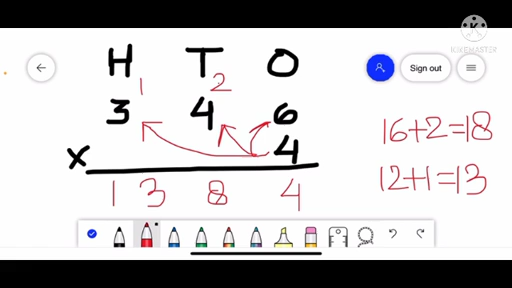 KINEMASTER
H T O
Sign out
1 2
3 4 6
16+2=18
x 4
12+1=13
1 3 8 4